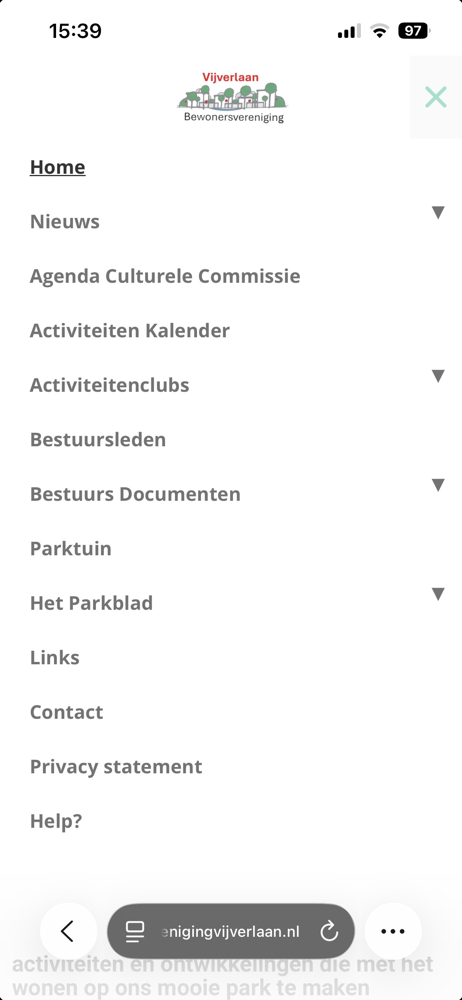 15:39
97
Vijverlaan
Bewonersvereniging
Home
Nieuws
Agenda Culturele Commissie
Activiteiten Kalender
Activiteitenclubs
Bestuursleden
Bestuurs Documenten
Parktuin
Het Parkblad
Links
Contact
Privacy statement
Help?
enigingvijverlaan.nl
activiteiten en ontwikkelingen die met het
wonen op ons mooie park te maken